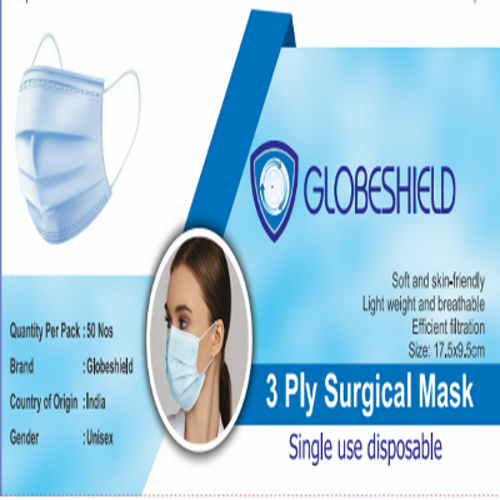 GLOBESHIELD
Soft and skin-friendly
Light weight and breathable
Efficient filtration
Size: 17.5x9.5cm
Quantity Per Pack :50 Nos
Brand :Globeshield
Country of Origin :India
Gender :Unisex
3 Ply Surgical Mask
Single use disposable